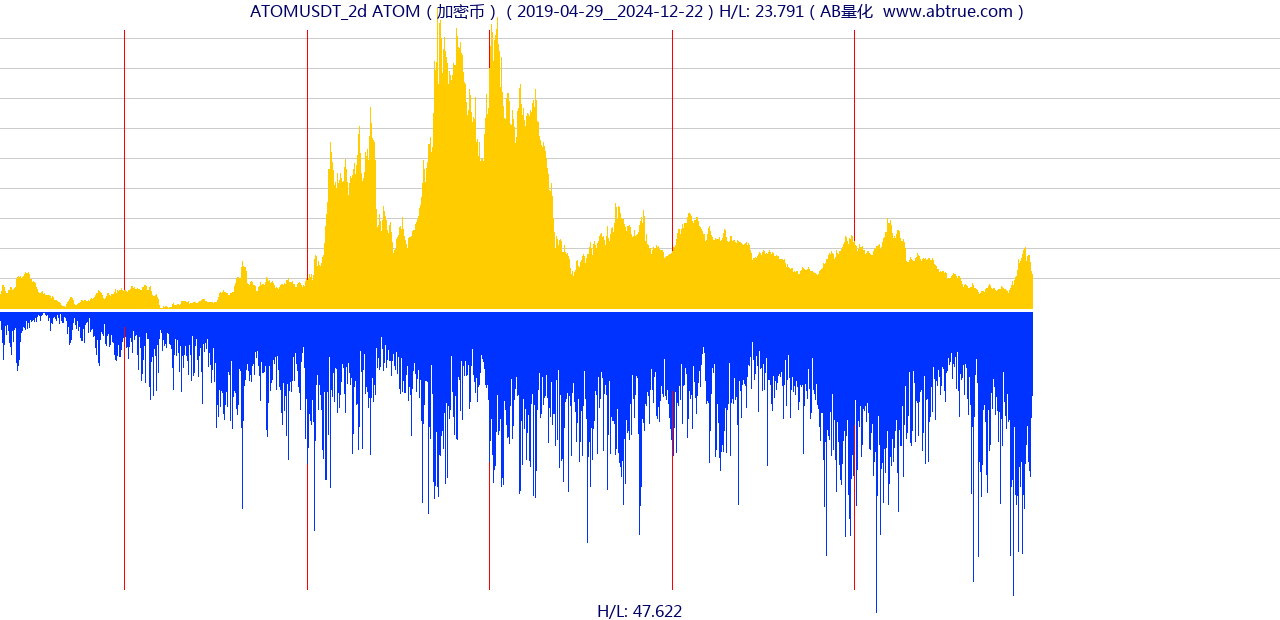 ATOMUSDT_2d ATOM ( 加密币 ) ( 2019-04-29__2024-12-22 ) H/L: 23.791 ( AB量化 www.abtrue.com )
H/L: 47.622